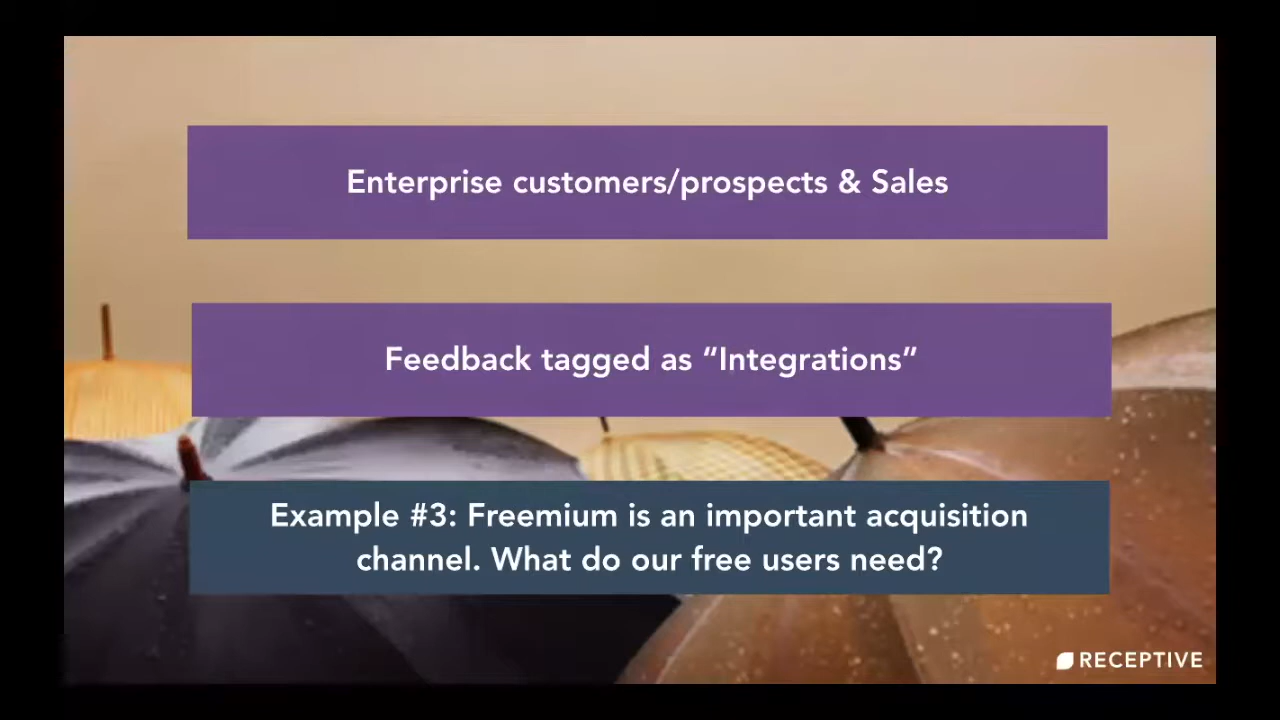 Enterprise customers/prospects & Sales
Feedback tagged as “Integrations”
Example #3: Freemium is an important acquisition
channel. What do our free users need?
RECEPTIVE